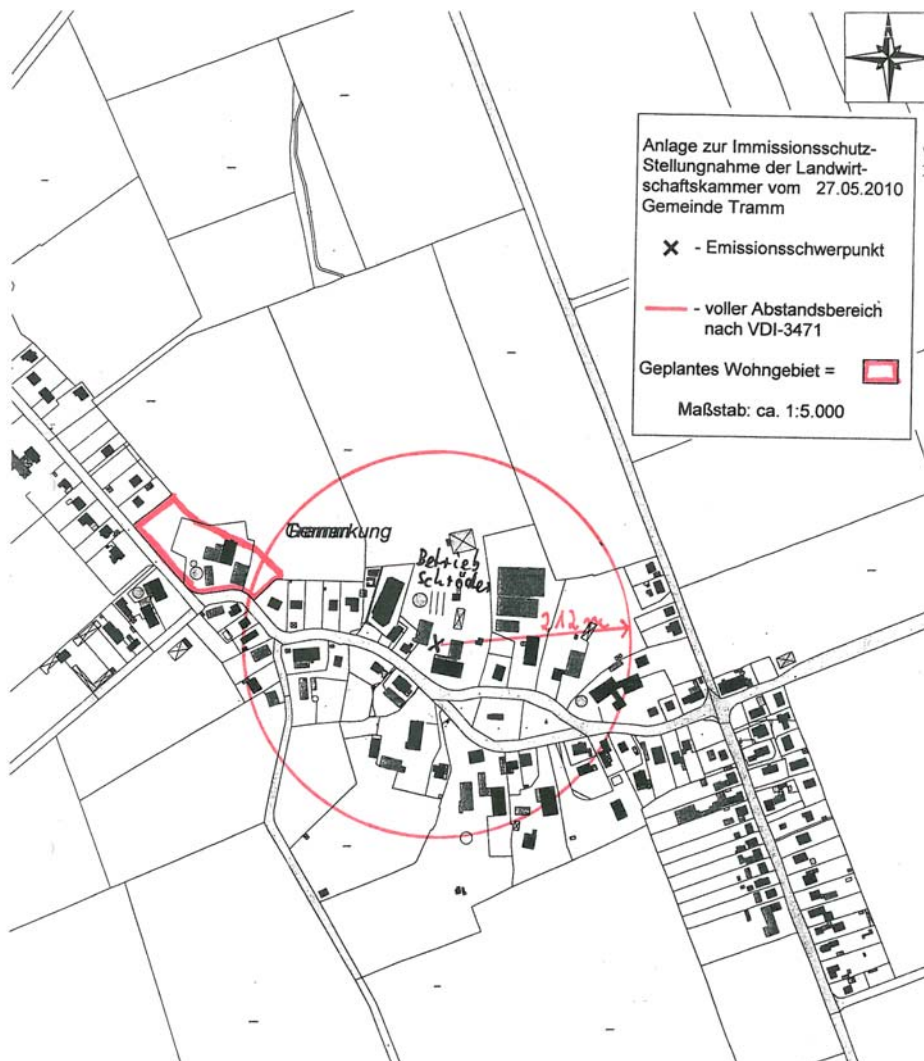 Anlage zur Immissionsschutz-
Stellungnahme der Landwirt-
schaftskammer vom 27.05.2010
Gemeinde Tramm
X - Emissionsschwerpunkt
- voller Abstandsbereich
nach VDI-3471
Geplantes Wohngebiet =
Maßstab: ca. 1:5.000
Betrieb
Schröder
212 m